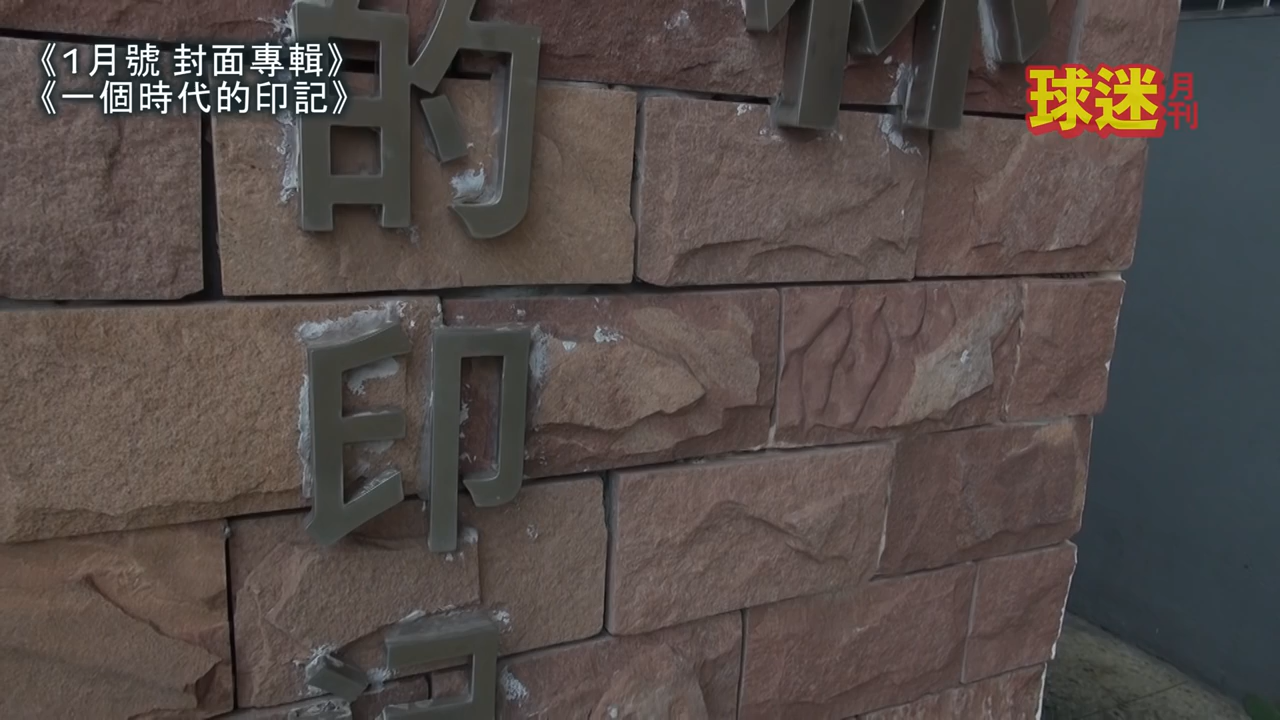 《1月號 封面專輯》
《一個時代的印記》
球迷
月刊
的
印